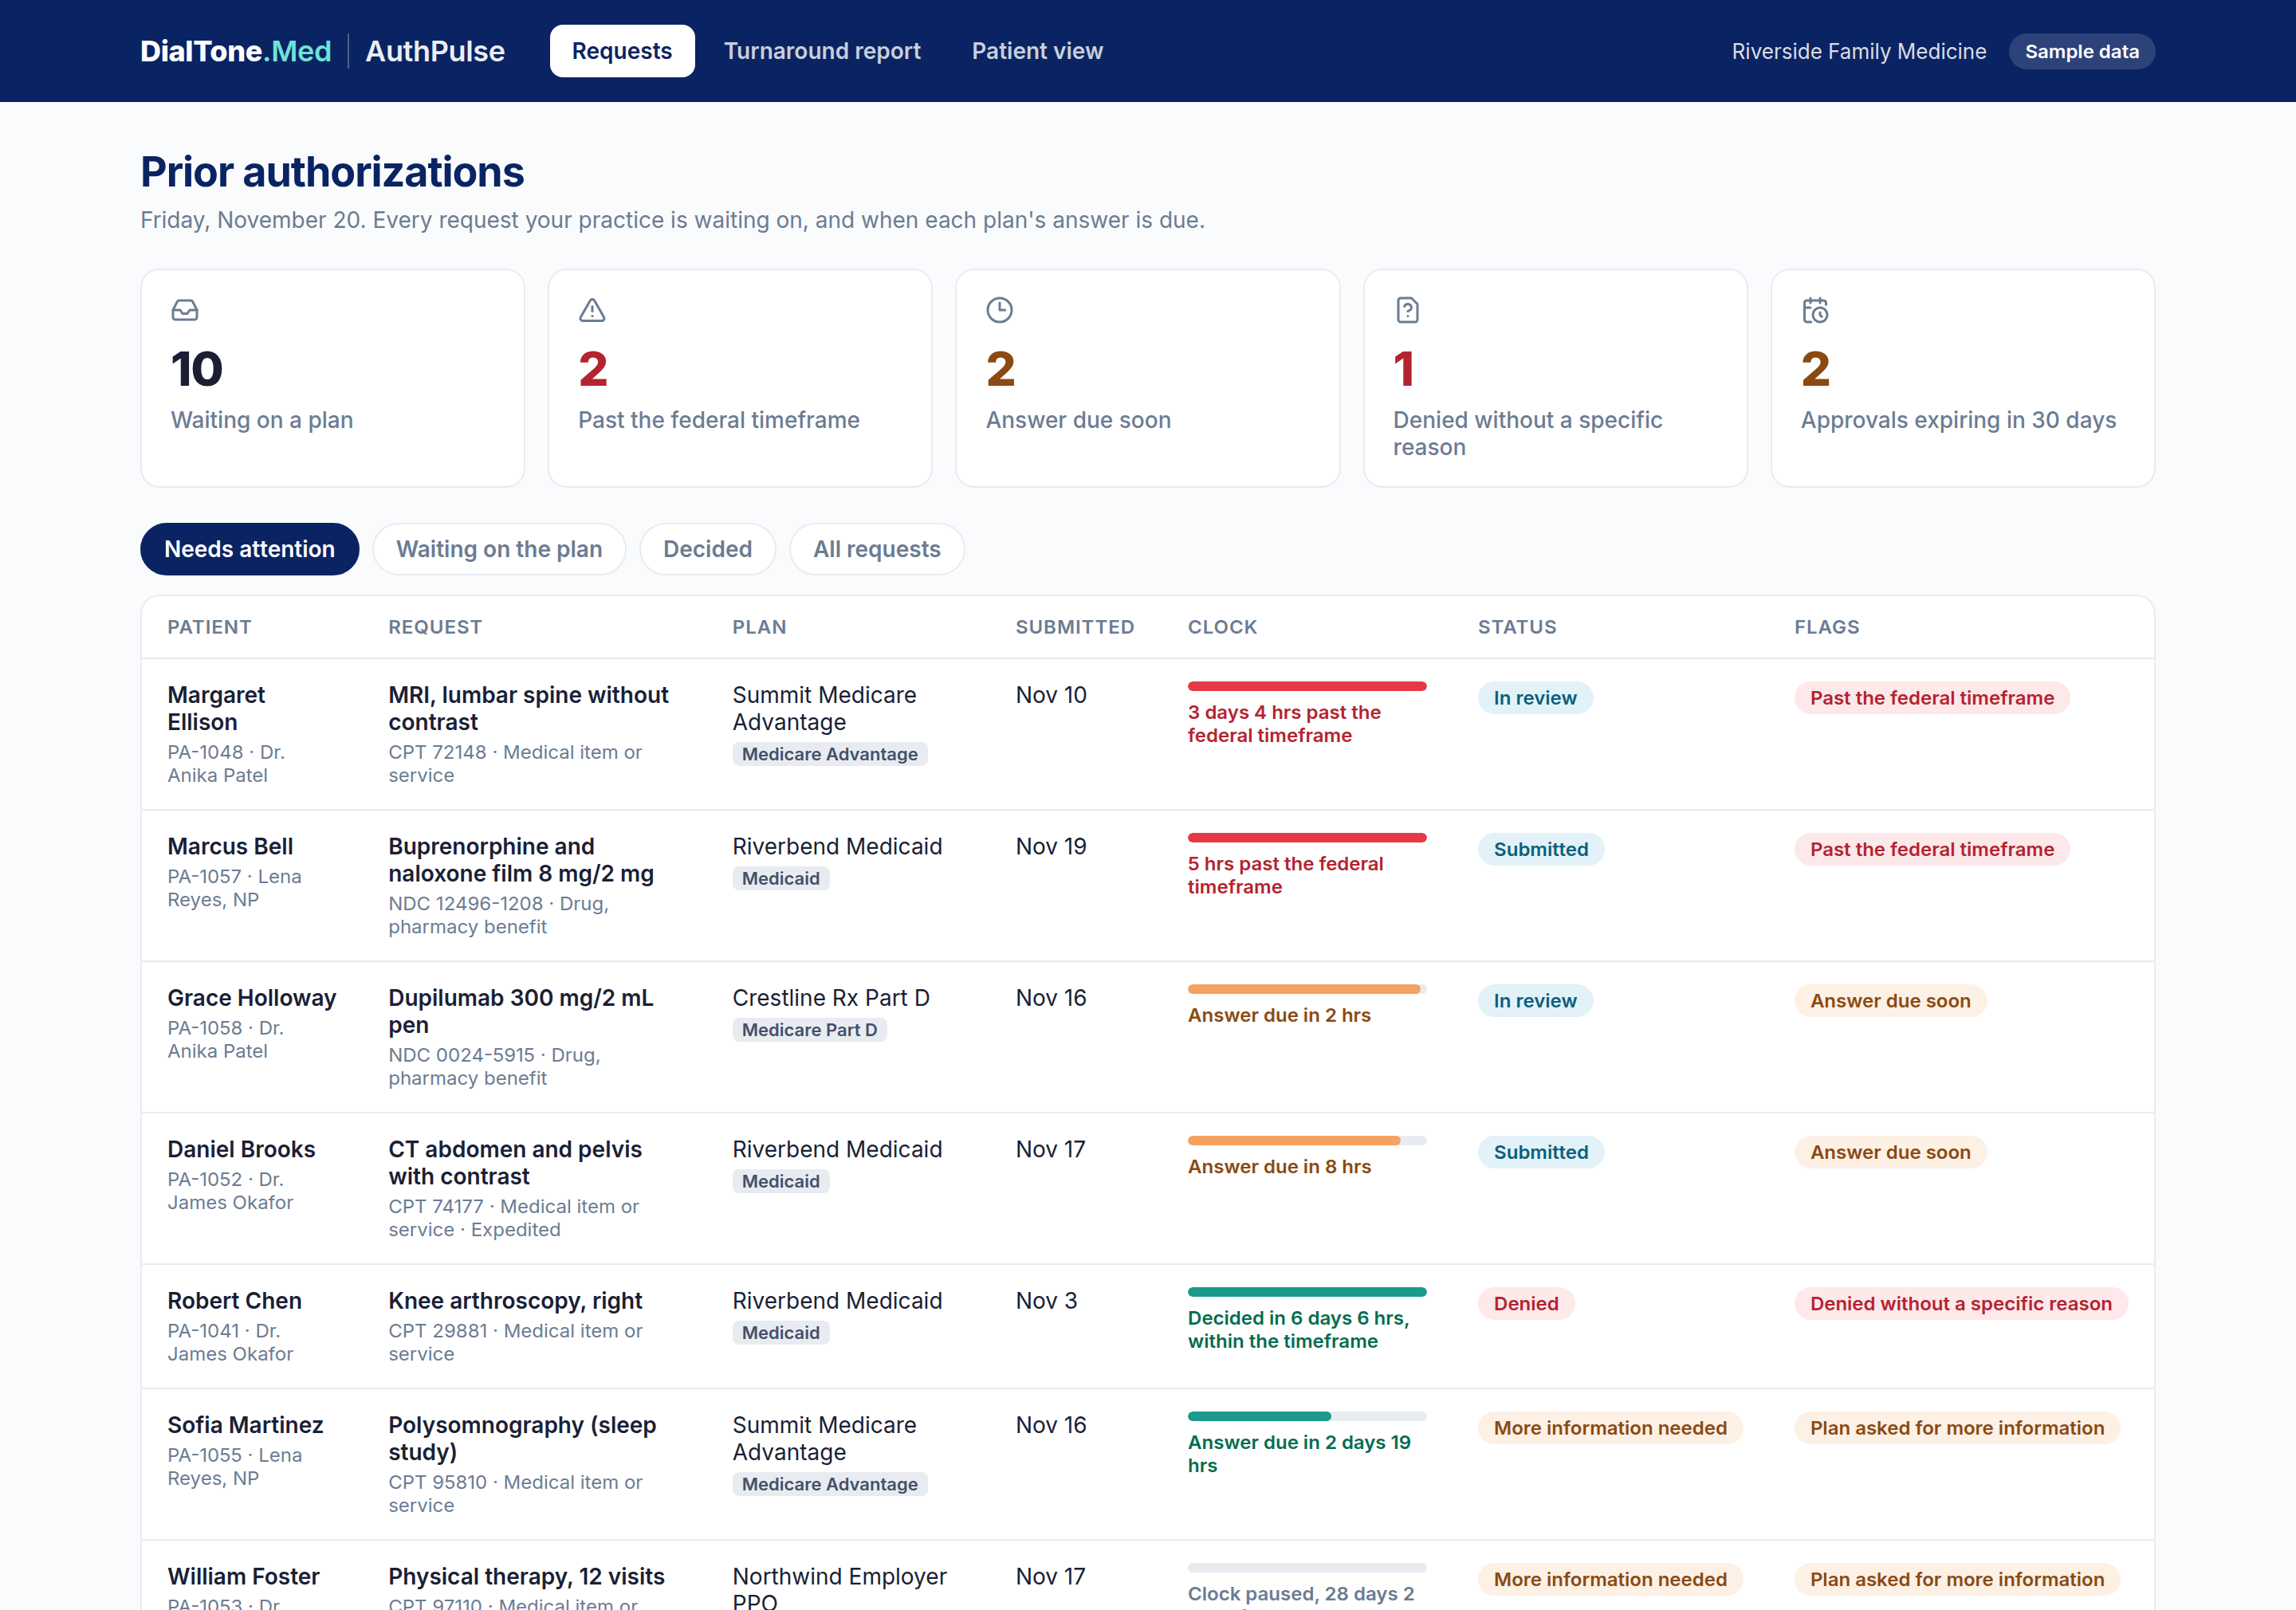 DialTone.Med AuthPulse Requests Turnaround report Patient view Riverside Family Medicine Sample data
Prior authorizations
Friday, November 20. Every request your practice is waiting on, and when each plan's answer is due.
10
Waiting on a plan
2
Past the federal timeframe
2
Answer due soon
1
Denied without a specific
reason
2
Approvals expiring in 30 days
Needs attention Waiting on the plan Decided All requests
PATIENT REQUEST PLAN SUBMITTED CLOCK STATUS FLAGS
Margaret
Ellison
PA-1048 · Dr.
Anika Patel
MRI, lumbar spine without
contrast
CPT 72148 · Medical item or
service
Summit Medicare
Advantage
Medicare Advantage
Nov 10
3 days 4 hrs past the
federal timeframe
In review
Past the federal timeframe
Marcus Bell
PA-1057 · Lena
Reyes, NP
Buprenorphine and
naloxone film 8 mg/2 mg
NDC 12496-1208 · Drug,
pharmacy benefit
Riverbend Medicaid
Medicaid
Nov 19
5 hrs past the federal
timeframe
Submitted
Past the federal timeframe
Grace Holloway
PA-1058 · Dr.
Anika Patel
Dupilumab 300 mg/2 mL
pen
NDC 0024-5915 · Drug,
pharmacy benefit
Crestline Rx Part D
Medicare Part D
Nov 16
Answer due in 2 hrs
In review
Answer due soon
Daniel Brooks
PA-1052 · Dr.
James Okafor
CT abdomen and pelvis
with contrast
CPT 74177 · Medical item or
service · Expedited
Riverbend Medicaid
Medicaid
Nov 17
Answer due in 8 hrs
Submitted
Answer due soon
Robert Chen
PA-1041 · Dr.
James Okafor
Knee arthroscopy, right
CPT 29881 · Medical item or
service
Riverbend Medicaid
Medicaid
Nov 3
Decided in 6 days 6 hrs,
within the timeframe
Denied
Denied without a specific reason
Sofia Martinez
PA-1055 · Lena
Reyes, NP
Polysomnography (sleep
study)
CPT 95810 · Medical item or
service
Summit Medicare
Advantage
Medicare Advantage
Nov 16
Answer due in 2 days 19
hrs
More information needed
Plan asked for more information
William Foster
PA-1053 · Dr.
Physical therapy, 12 visits
CPT 97110 · Medical item or
Northwind Employer
PPO
Nov 17
Clock paused, 28 days 2
More information needed
Plan asked for more information